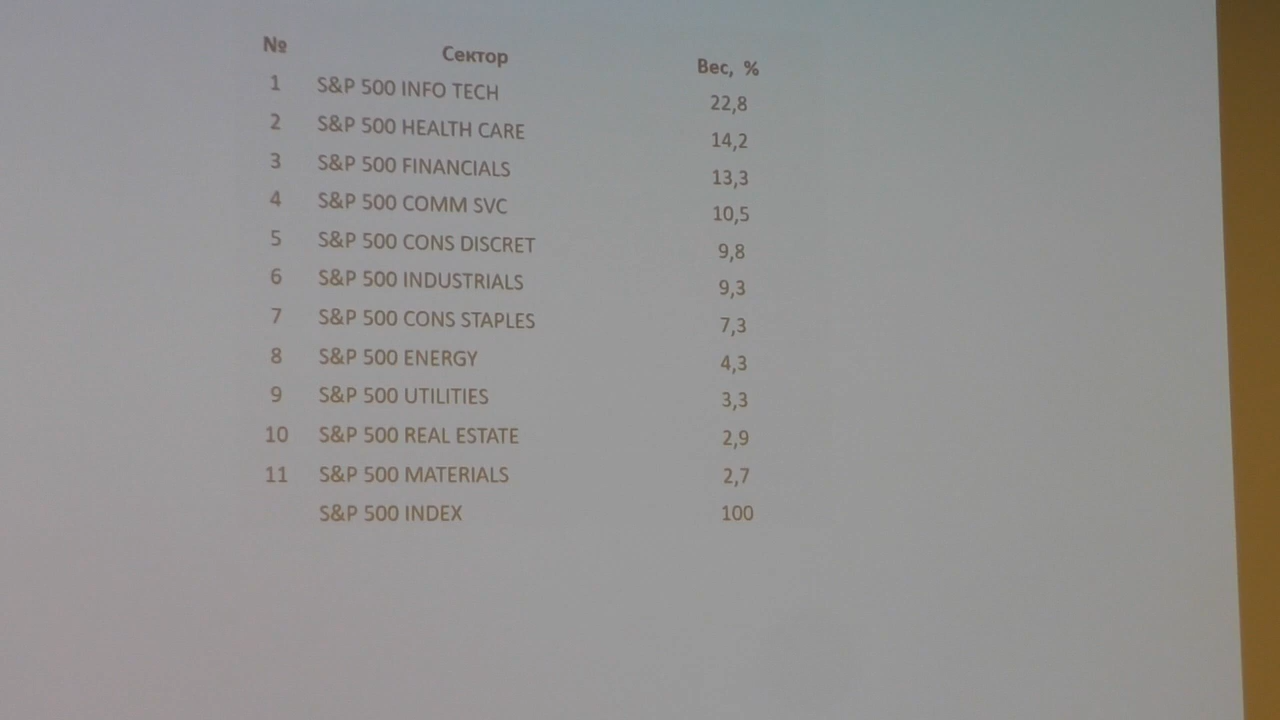 № Сектор Вес, %
1 S&P 500 INFO TECH 22,8
2 S&P 500 HEALTH CARE 14,2
3 S&P 500 FINANCIALS 13,3
4 S&P 500 COMM SVC 10,5
5 S&P 500 CONS DISCRET 9,8
6 S&P 500 INDUSTRIALS 9,3
7 S&P 500 CONS STAPLES 7,3
8 S&P 500 ENERGY 4,3
9 S&P 500 UTILITIES 3,3
10 S&P 500 REAL ESTATE 2,9
11 S&P 500 MATERIALS 2,7
S&P 500 INDEX 100